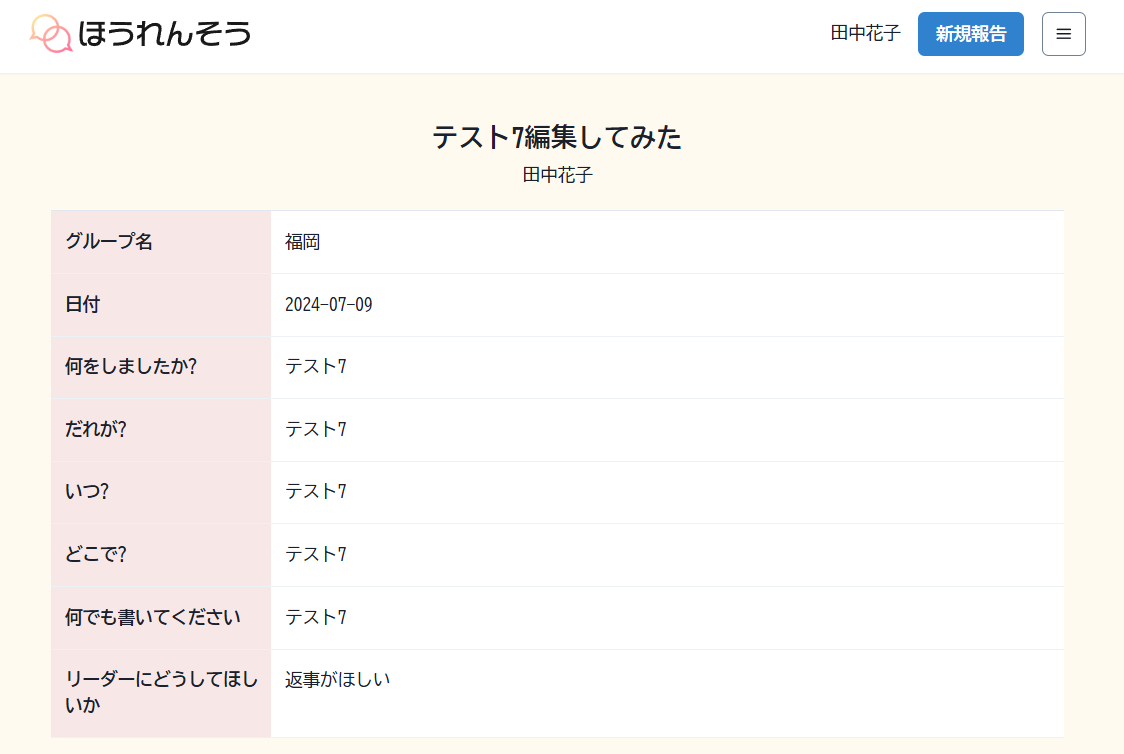 ほうれんそう
田中花子
新規報告
テスト7編集してみた
田中花子
グループ名 福岡
日付 2024-07-09
何をしましたか? テスト7
だれが? テスト7
いつ? テスト7
どこで? テスト7
何でも書いてください テスト7
リーダーにどうしてほし 返事がほしい
いか